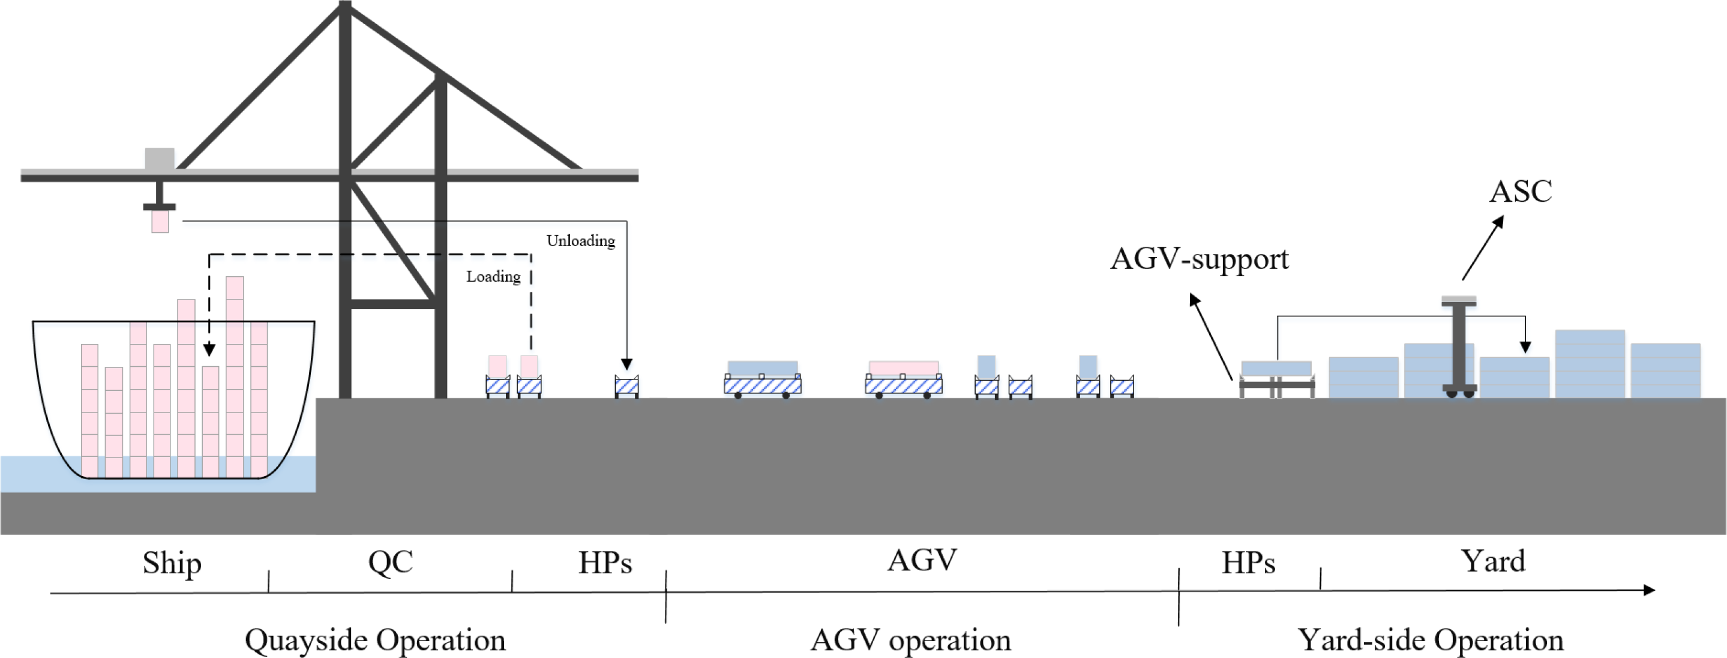 ASC
Unloading
AGV-support
Loading
Ship
QC
HPs
AGV
HPs
Yard
Quayside Operation
AGV operation
Yard-side Operation